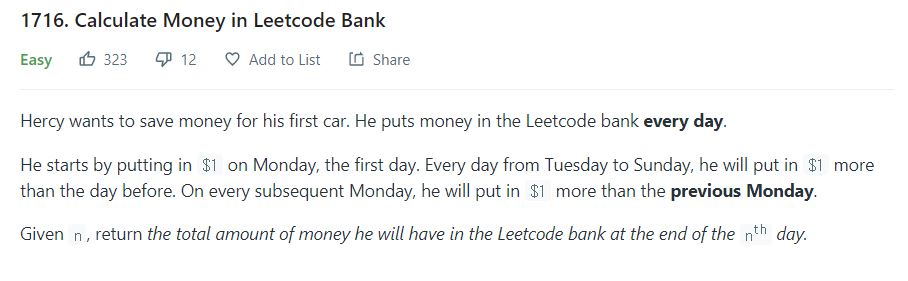 1716. Calculate Money in Leetcode Bank
Easy 323 12 Add to List Share
Hercy wants to save money for his first car. He puts money in the Leetcode bank every day.
He starts by putting in $1 on Monday, the first day. Every day from Tuesday to Sunday, he will put in $1 more
than the day before. On every subsequent Monday, he will put in $1 more than the previous Monday.
Given n, return the total amount of money he will have in the Leetcode bank at the end of the nth day.